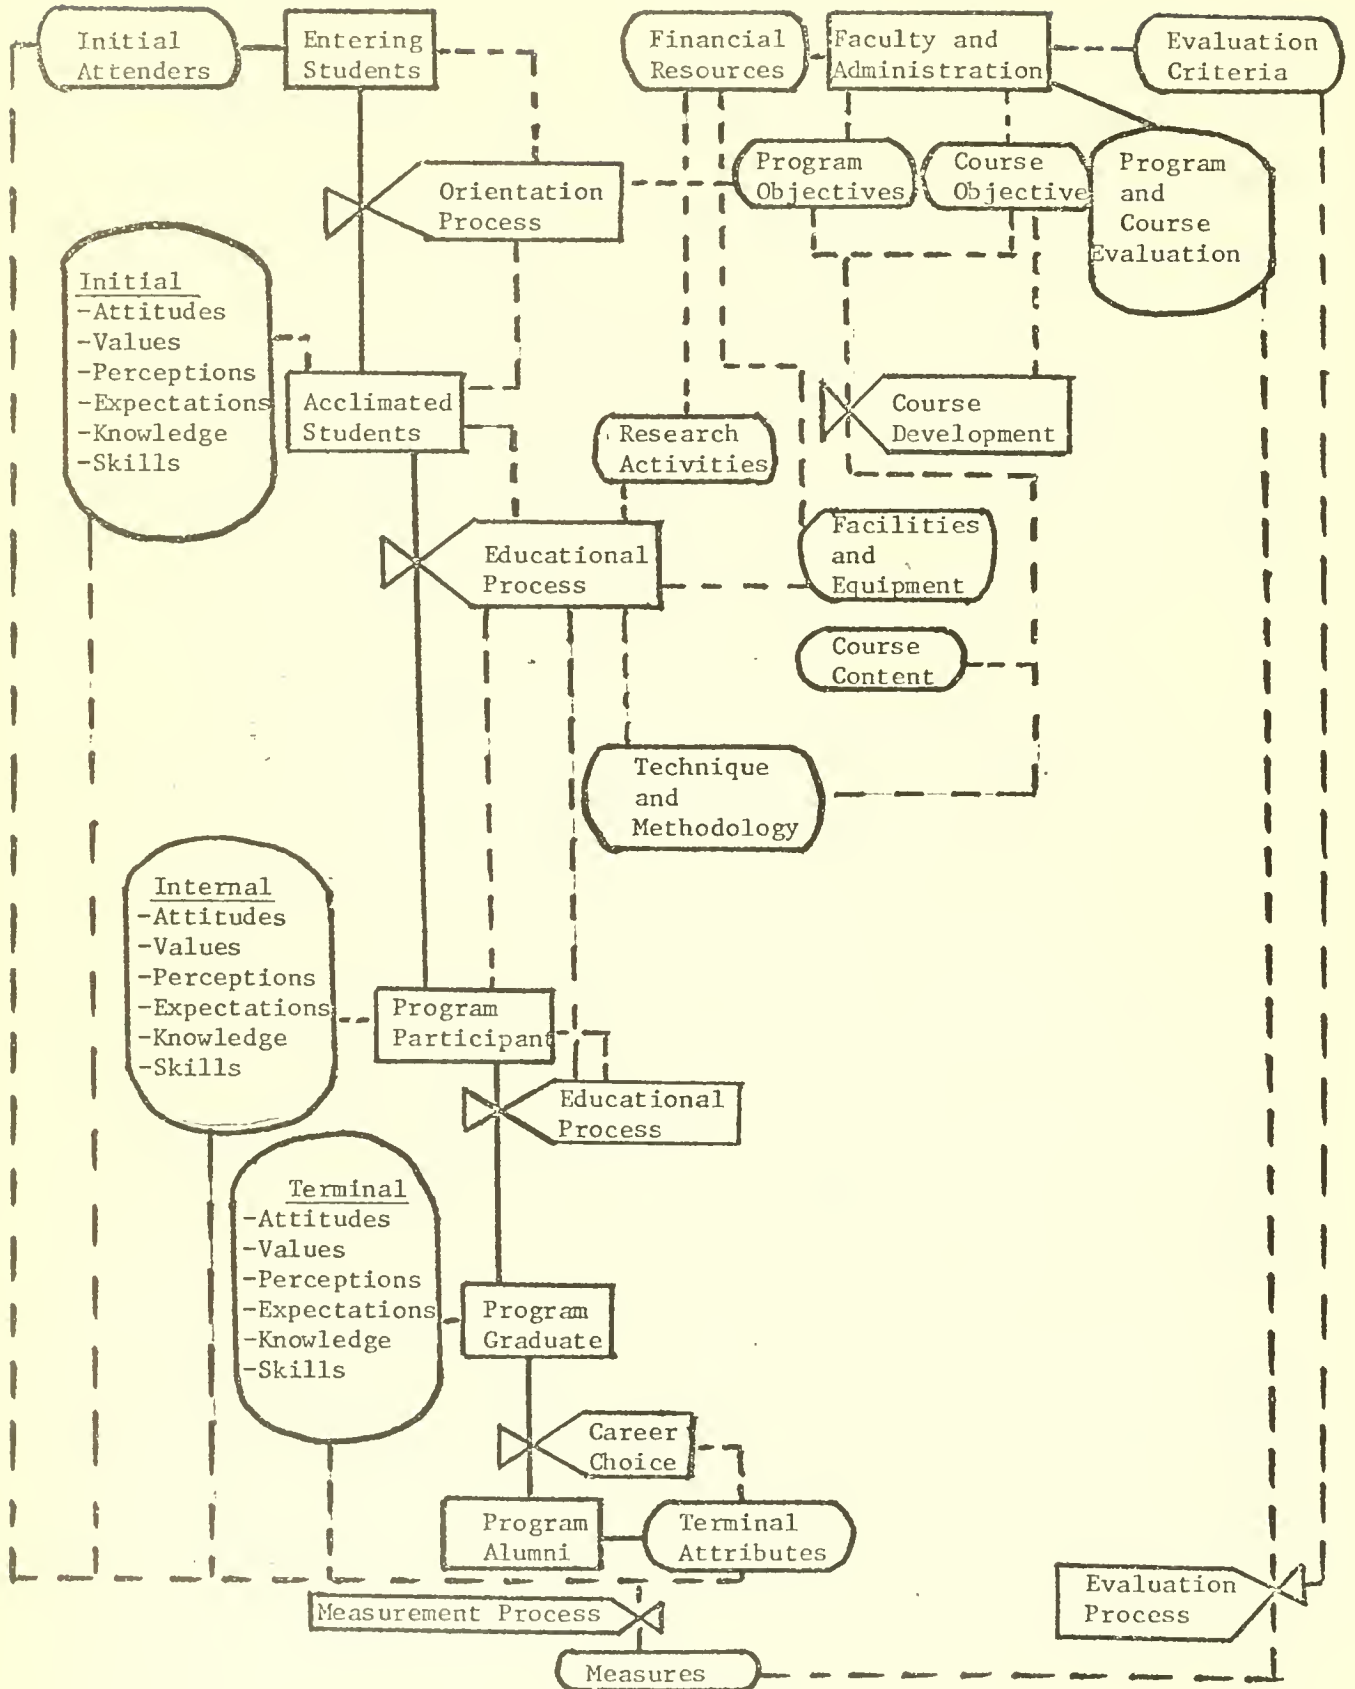 Initial
Attenders
Entering
Students
Financial
Resources
Faculty and
Administration
Evaluation
Criteria
Orientation
Process
Program
Objectives
Course
Objective
Program
and
Course
Evaluation
Initial
-Attitudes
-Values
-Perceptions
-Expectations
-Knowledge
-Skills
Acclimated
Students
Research
Activities
Course
Development
Educational
Process
Facilities
and
Equipment
Course
Content
Technique
and
Methodology
Internal
-Attitudes
-Values
-Perceptions
-Expectations
-Knowledge
-Skills
Program
Participant
Educational
Process
Terminal
-Attitudes
-Values
-Perceptions
-Expectations
-Knowledge
-Skills
Program
Graduate
Career
Choice
Program
Alumni
Terminal
Attributes
Measurement Process
Evaluation
Process
Measures